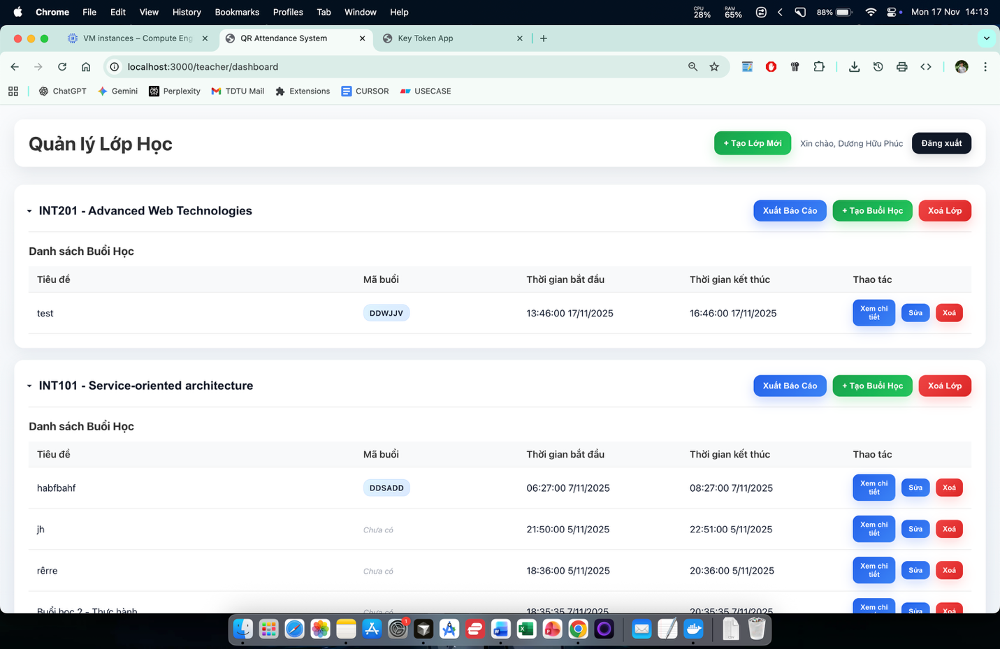 Chrome File Edit View History Bookmarks Profiles Tab Window Help CPU 28% RAM 65% 88% Mon 17 Nov 14:13
VM instances – Compute Eng QR Attendance System Key Token App
localhost:3000/teacher/dashboard
ChatGPT Gemini Perplexity TDTU Mail Extensions CURSOR USECASE
Quản lý Lớp Học + Tạo Lớp Mới Xin chào, Dương Hữu Phúc Đăng xuất
INT201 - Advanced Web Technologies Xuất Báo Cáo + Tạo Buổi Học Xoá Lớp
Danh sách Buổi Học
Tiêu đề Mã buổi Thời gian bắt đầu Thời gian kết thúc Thao tác
test DDWJJV 13:46:00 17/11/2025 16:46:00 17/11/2025 Xem chi tiết Sửa Xoá
INT101 - Service-oriented architecture Xuất Báo Cáo + Tạo Buổi Học Xoá Lớp
Danh sách Buổi Học
Tiêu đề Mã buổi Thời gian bắt đầu Thời gian kết thúc Thao tác
habfbahf DDSADD 06:27:00 7/11/2025 08:27:00 7/11/2025 Xem chi tiết Sửa Xoá
jh Chưa có 21:50:00 5/11/2025 22:51:00 5/11/2025 Xem chi tiết Sửa Xoá
rêrre Chưa có 18:36:00 5/11/2025 20:36:00 5/11/2025 Xem chi tiết Sửa Xoá
Buổi học 2 - Thực hành Chưa có 18:35:35 7/11/2025 20:35:35 7/11/2025 Xem chi Sửa Xoá
1